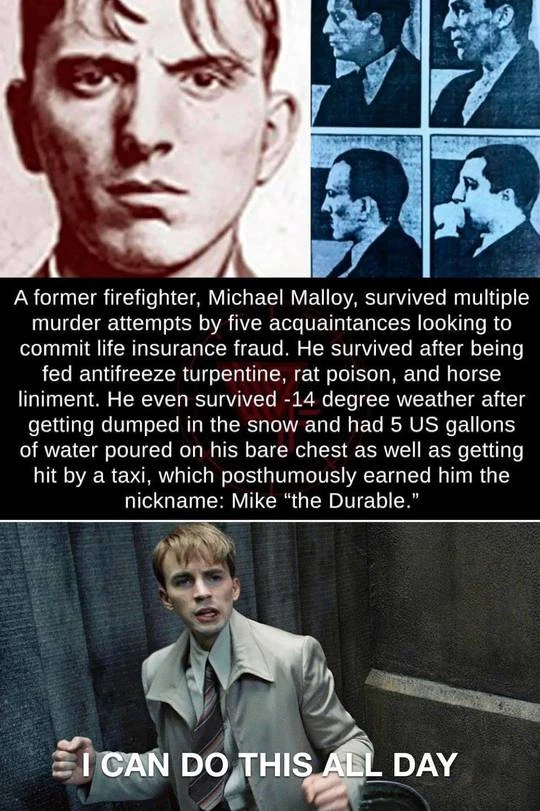 A former firefighter, Michael Malloy, survived multiple
murder attempts by five acquaintances looking to
commit life insurance fraud. He survived after being
fed antifreeze turpentine, rat poison, and horse
liniment. He even survived -14 degree weather after
getting dumped in the snow and had 5 US gallons
of water poured on his bare chest as well as getting
hit by a taxi, which posthumously earned him the
nickname: Mike “the Durable.”
I CAN DO THIS ALL DAY